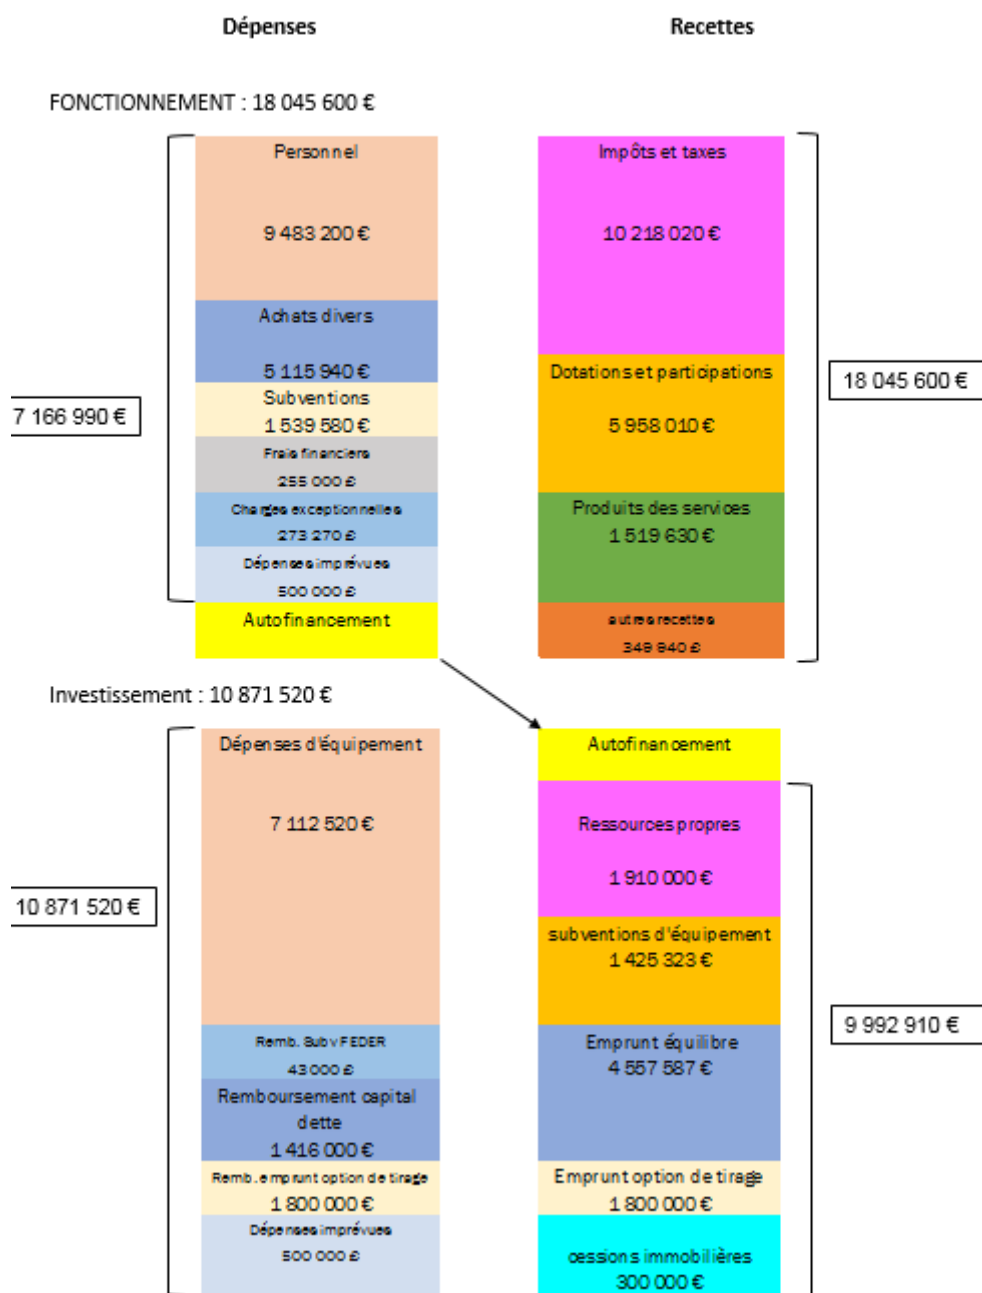 Dépenses
Recettes
FONCTIONNEMENT : 18 045 600 €
Personnel
9 483 200 €
Achats divers
5 115 940 €
Subventions
1 539 580 €
Frais financiers
255 000 £
Charges exceptionnelles
273 270 £
Dépenses imprévues
500 000 £
Autofinancement
7 166 990 €
Impôts et taxes
10 218 020 €
Dotations et participations
5 958 010 €
Produits des services
1 519 630 €
autres recettes
349 940 £
18 045 600 €
Investissement : 10 871 520 €
Dépenses d'équipement
7 112 520 €
Remb. Subv FEDER
43 000 £
Remboursement capital
dette
1 416 000 €
Remb. emprunt option de tirage
1 800 000 €
Dépenses imprévues
500 000 £
10 871 520 €
Autofinancement
Ressources propres
1 910 000 €
subventions d'équipement
1 425 323 €
Emprunt équilibre
4 557 587 €
Emprunt option de tirage
1 800 000 €
cessions immobilières
300 000 €
9 992 910 €